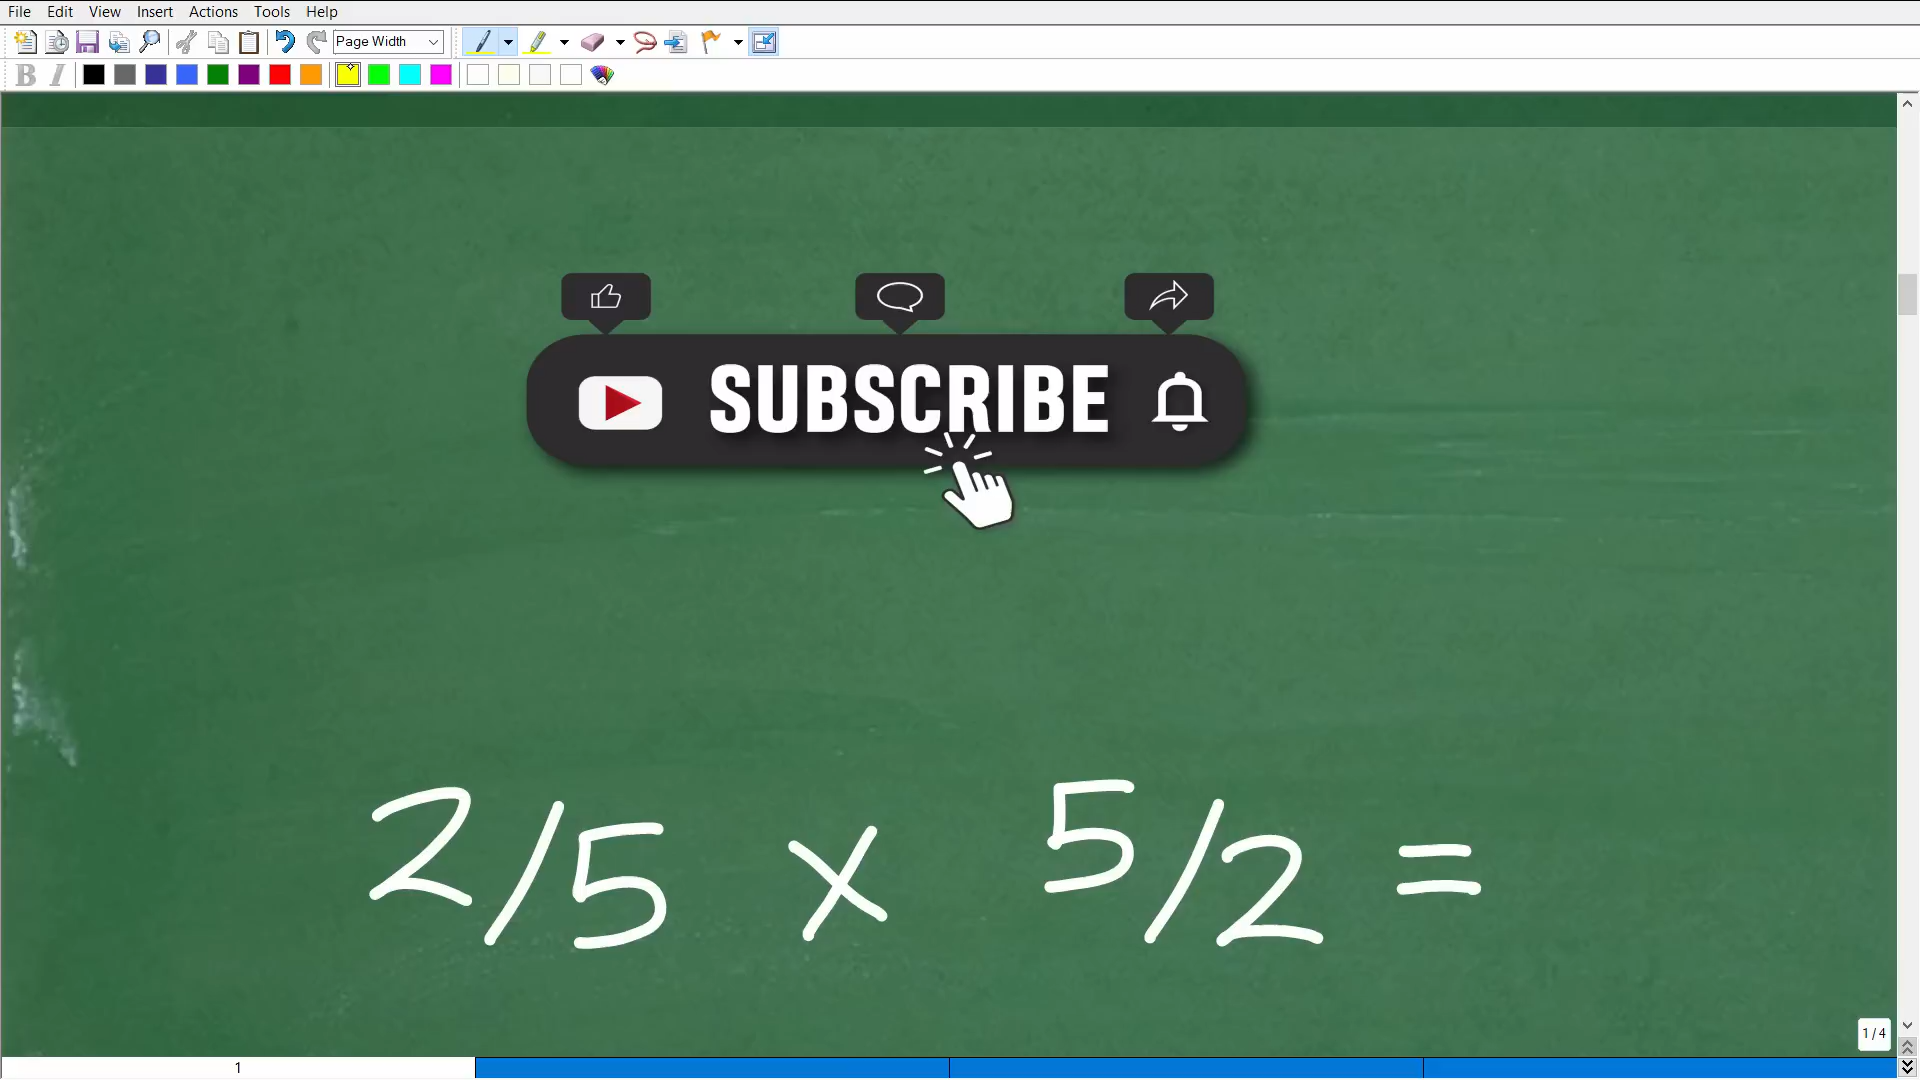 File Edit View Insert Actions Tools Help
Page Width
B I
SUBSCRIBE
2/5 x 5/2 =
1 / 4
1